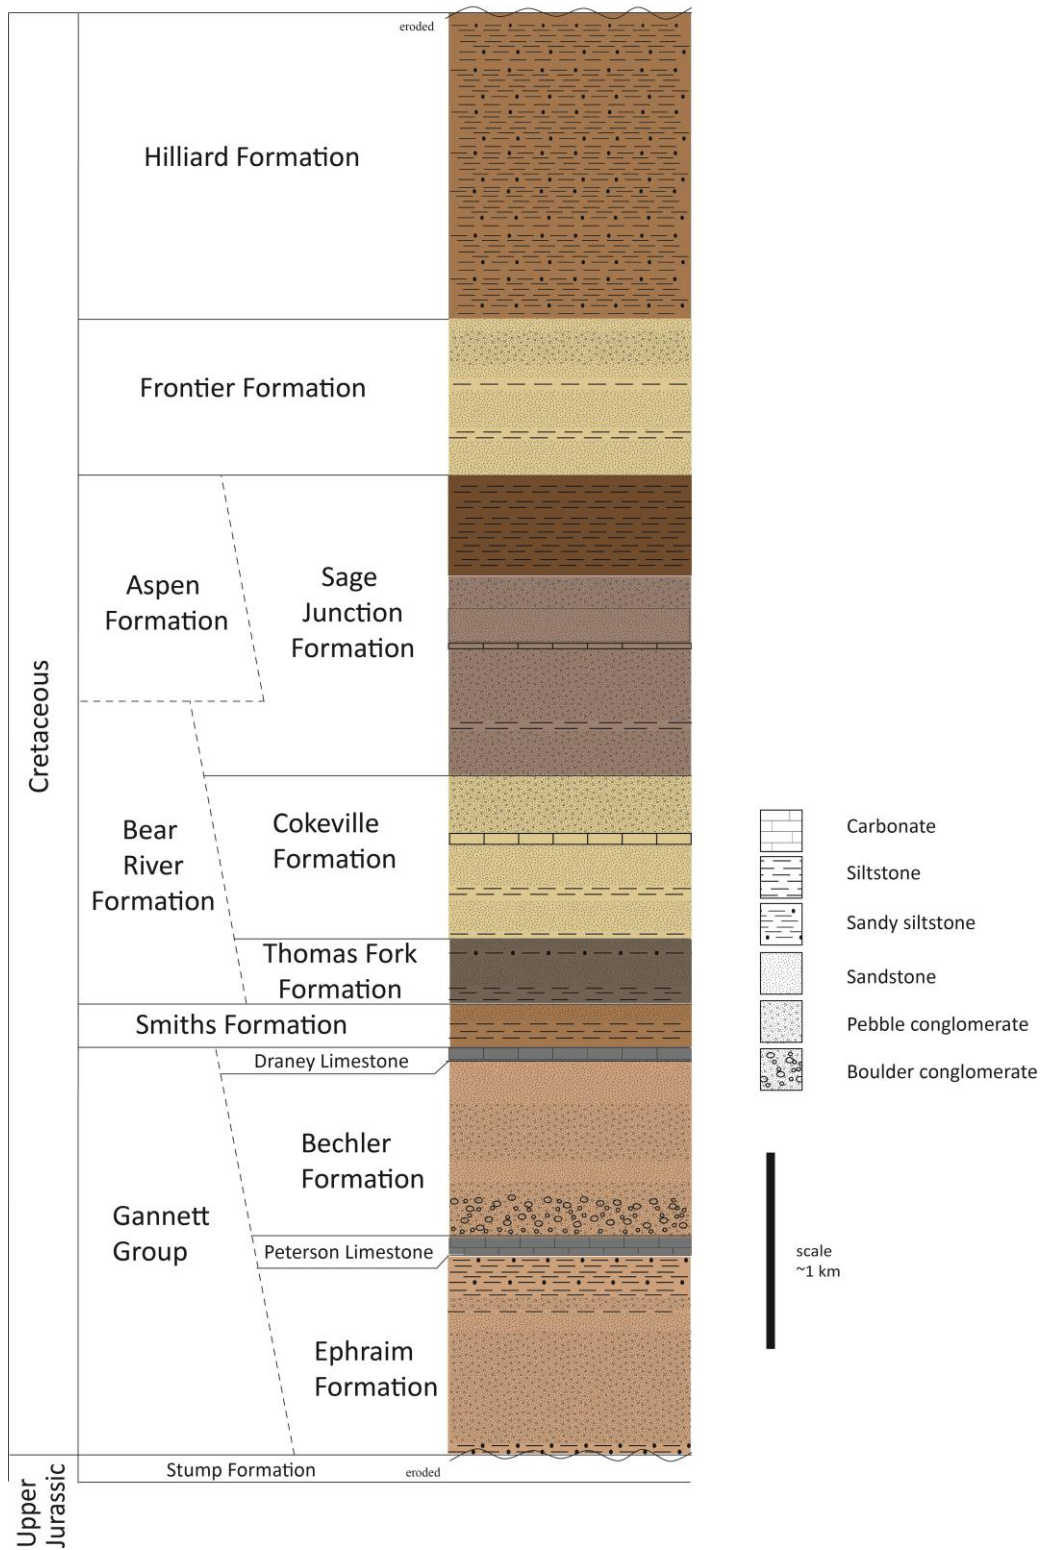 eroded
Hilliard Formation
Frontier Formation
Aspen
Formation
Sage
Junction
Formation
Cretaceous
Bear
River
Formation
Cokeville
Formation
Thomas Fork
Formation
Smiths Formation
Draney Limestone
Bechler
Formation
Gannett
Group
Peterson Limestone
Ephraim
Formation
Stump Formation
eroded
Upper
Jurassic
Carbonate
Siltstone
Sandy siltstone
Sandstone
Pebble conglomerate
Boulder conglomerate
scale
~1 km